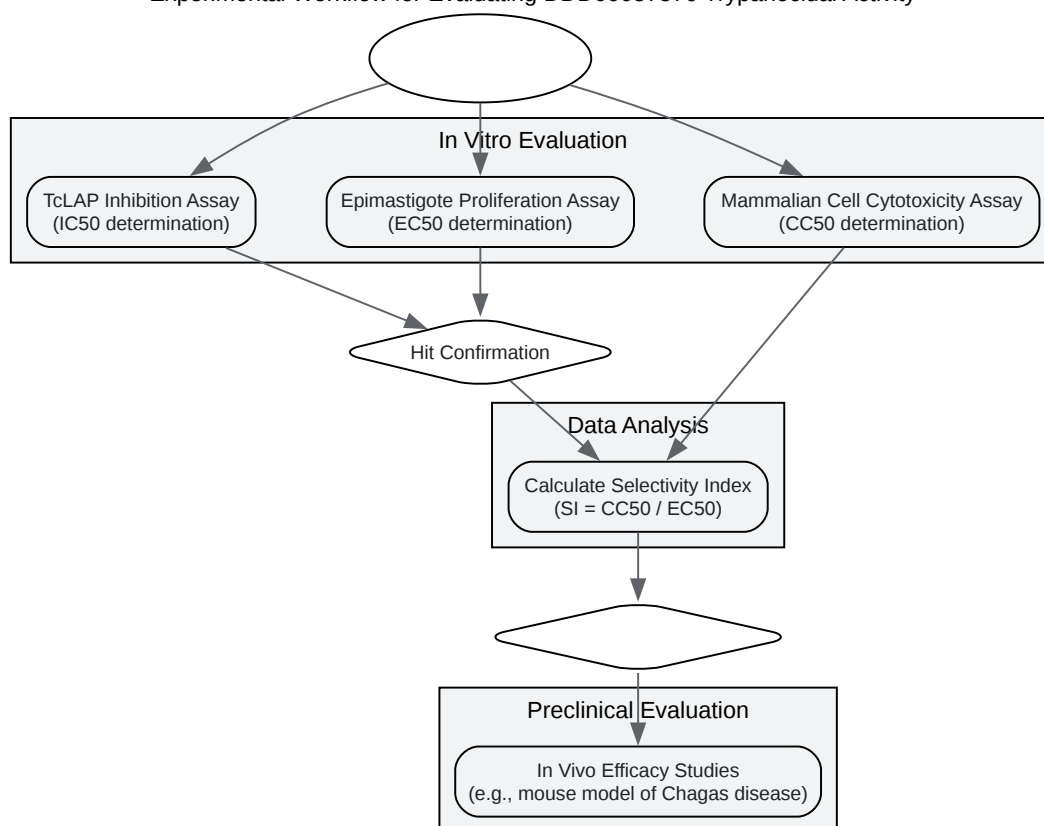 In Vitro Evaluation
TcLAP Inhibition Assay
(IC50 determination)
Epimastigote Proliferation Assay
(EC50 determination)
Mammalian Cell Cytotoxicity Assay
(CC50 determination)
Hit Confirmation
Data Analysis
Calculate Selectivity Index
(SI = CC50 / EC50)
Preclinical Evaluation
In Vivo Efficacy Studies
(e.g., mouse model of Chagas disease)